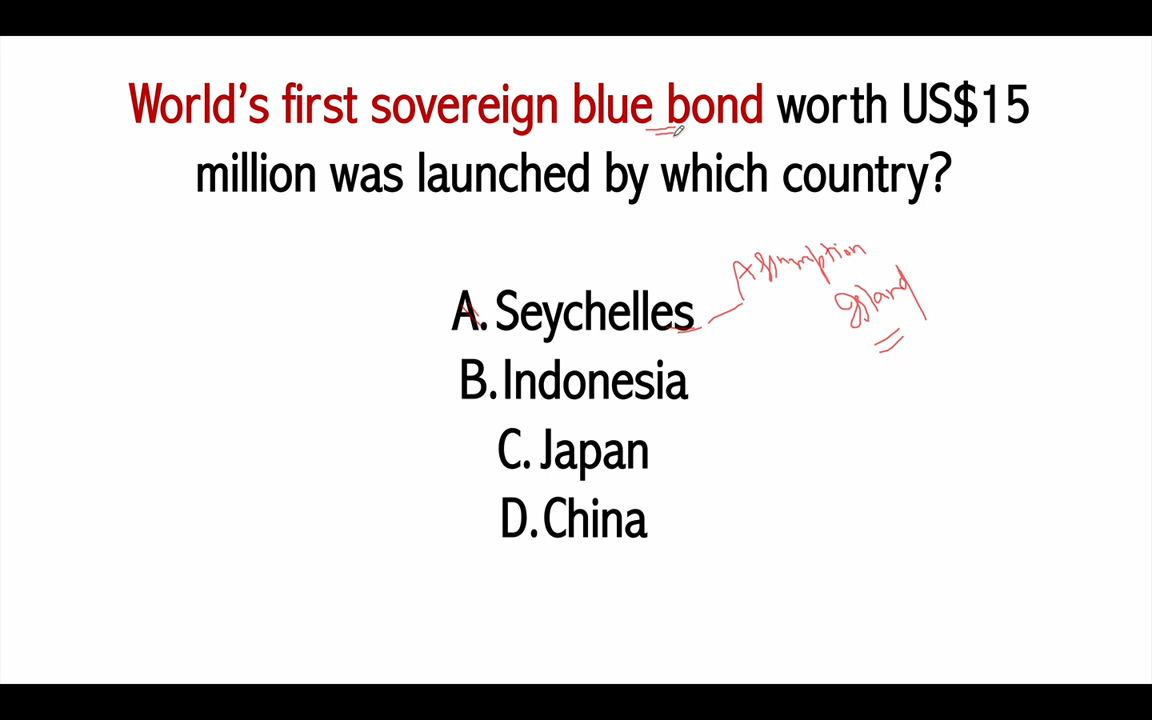 World's first sovereign blue bond worth US$15
million was launched by which country?
Assumption
Island
A. Seychelles
B. Indonesia
C. Japan
D. China